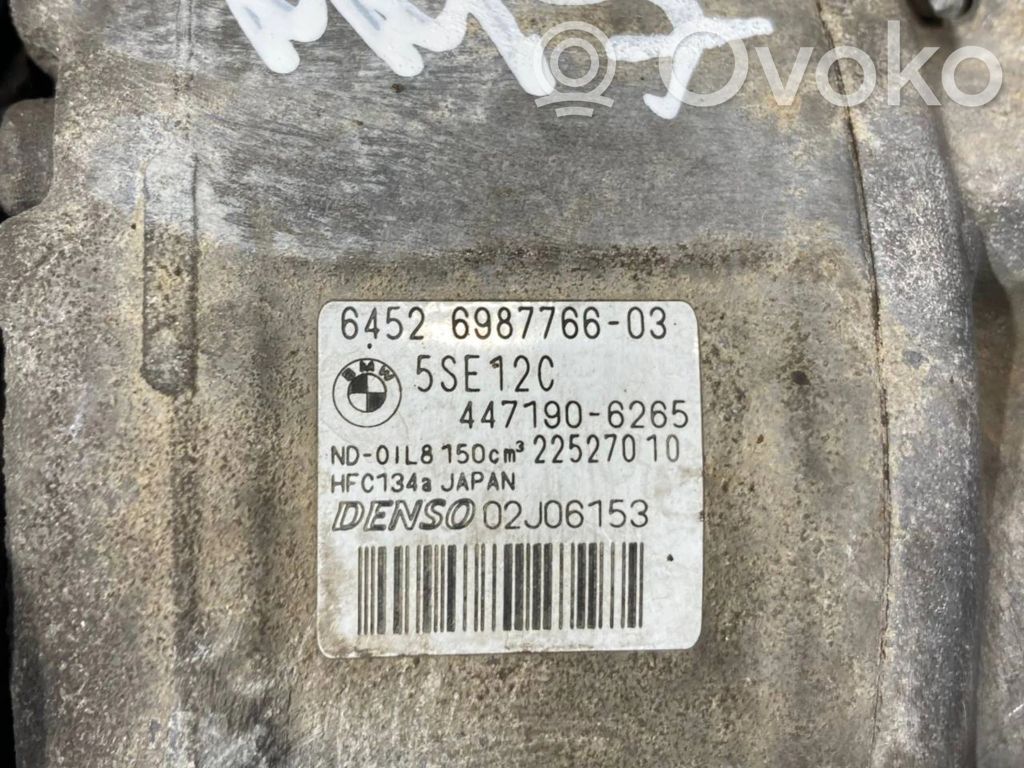 Ovoko
6452 6987766-03
BMW
5SE12C
447190-6265
ND-OIL8 150cm³ 22527010
HFC134a JAPAN
DENSO 02J06153